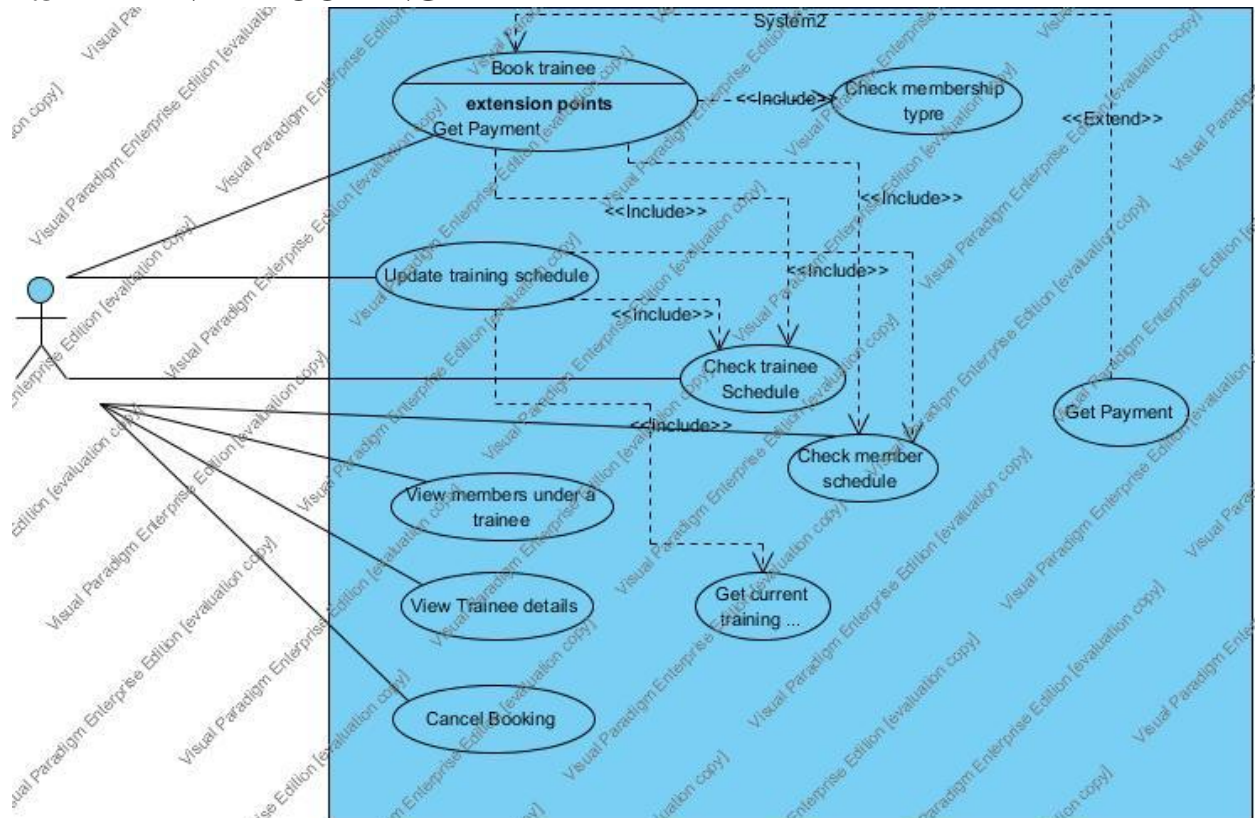 System2
Book trainee
extension points
Get Payment
<<Include>>
Check membership
typre
<<Extend>>
<<Include>>
<<Include>>
Update training schedule
<<Include>>
<<Include>>
Check trainee
Schedule
Get Payment
<<Include>>
Check member
schedule
View members under a
trainee
View Trainee details
Get current
training ...
Cancel Booking
Visual Paradigm Enterprise Edition [evaluation copy]